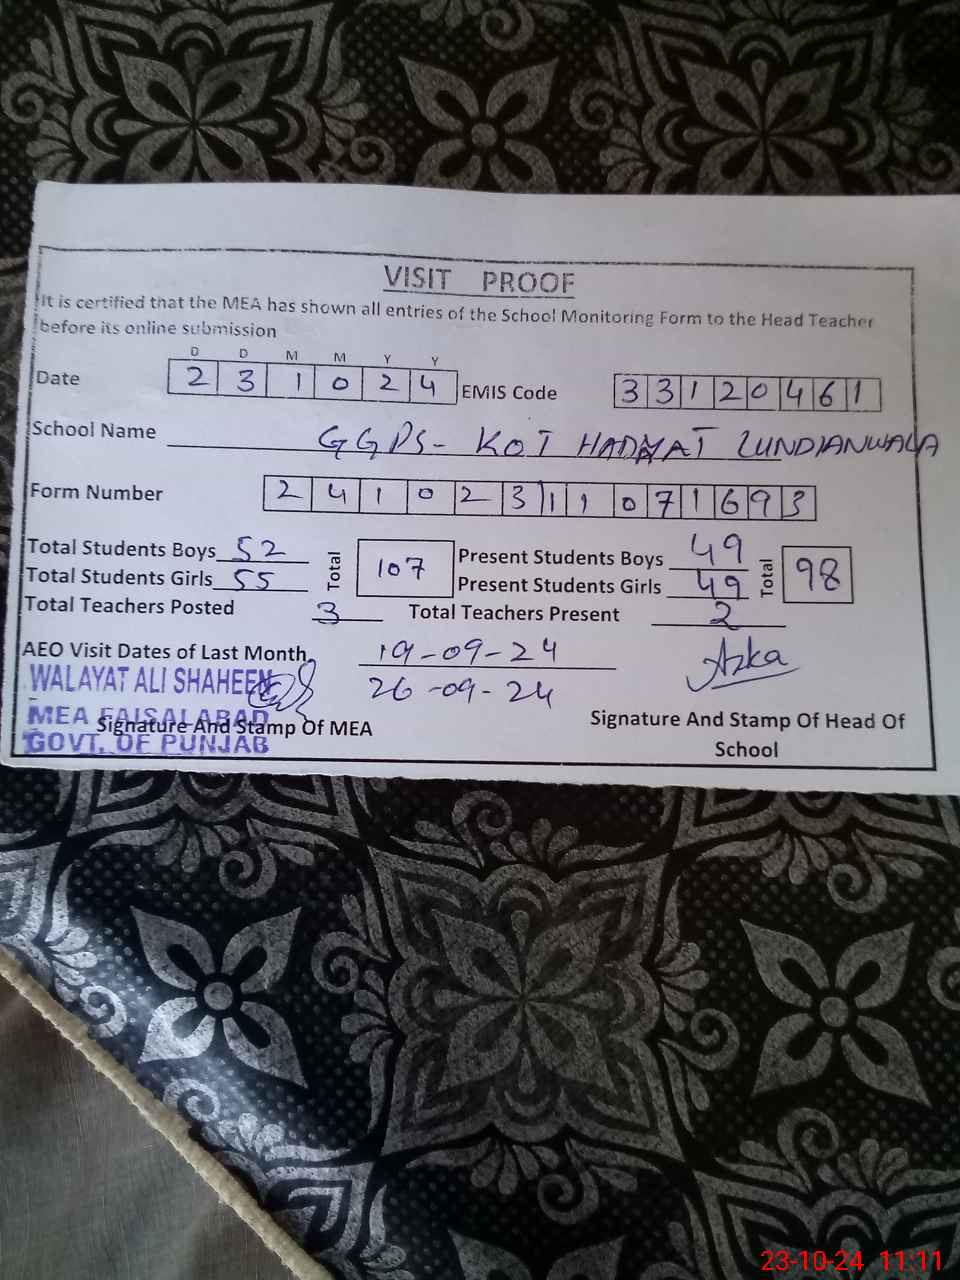 VISIT PROOF
It is certified that the MEA has shown all entries of the School Monitoring Form to the Head Teacher
before its online submission
D D M M Y Y
Date 2 3 1 0 2 4 EMIS Code 3 3 1 2 0 4 6 1
School Name GGPS- KOT HADAYAT LUNDIANWALA
Form Number 2 4 1 0 2 3 1 1 0 7 1 6 9 3
Total Students Boys 52 Total 107 Present Students Boys 49 Total 98
Total Students Girls 55 Present Students Girls 49
Total Teachers Posted 3 Total Teachers Present 2
AEO Visit Dates of Last Month 19-09-24
26-09-24
Azka
WALAYAT ALI SHAHEEN
MEA FAISALABAD
GOVT. OF PUNJAB
Signature And Stamp Of MEA
Signature And Stamp Of Head Of
School
23-10-24 11:11